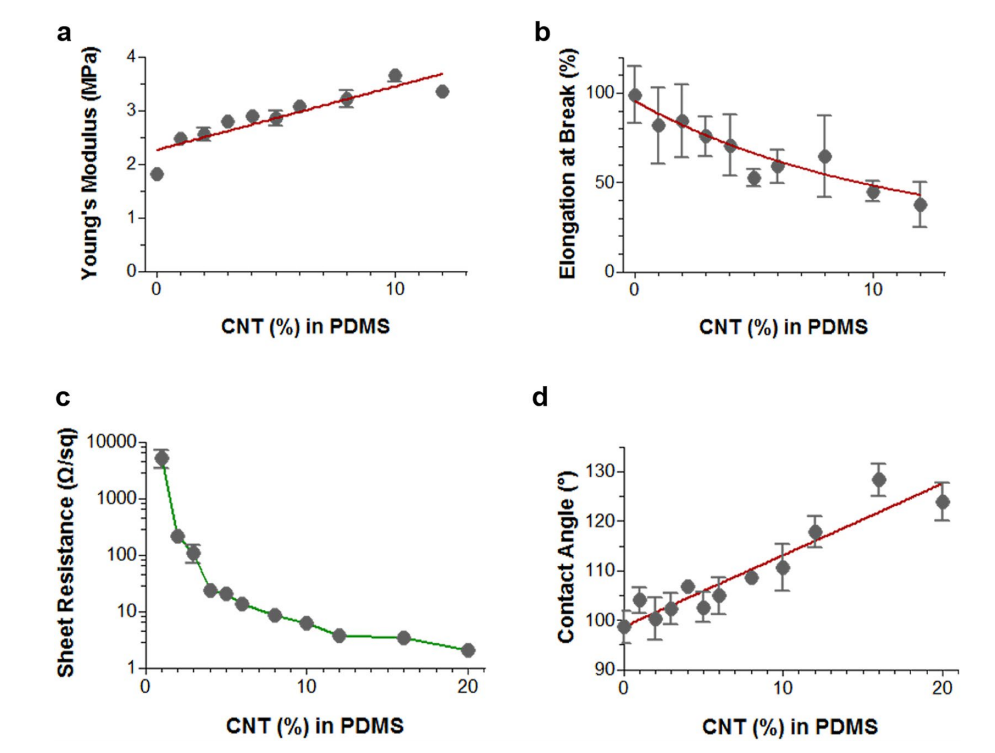 a
Young's Modulus (MPa)
4
3
2
1
0
0
10
CNT (%) in PDMS
b
Elongation at Break (%)
100
50
0
0
10
CNT (%) in PDMS
c
Sheet Resistance (Ω/sq)
10000
1000
100
10
1
0
10
20
CNT (%) in PDMS
d
Contact Angle (º)
130
120
110
100
90
0
10
20
CNT (%) in PDMS